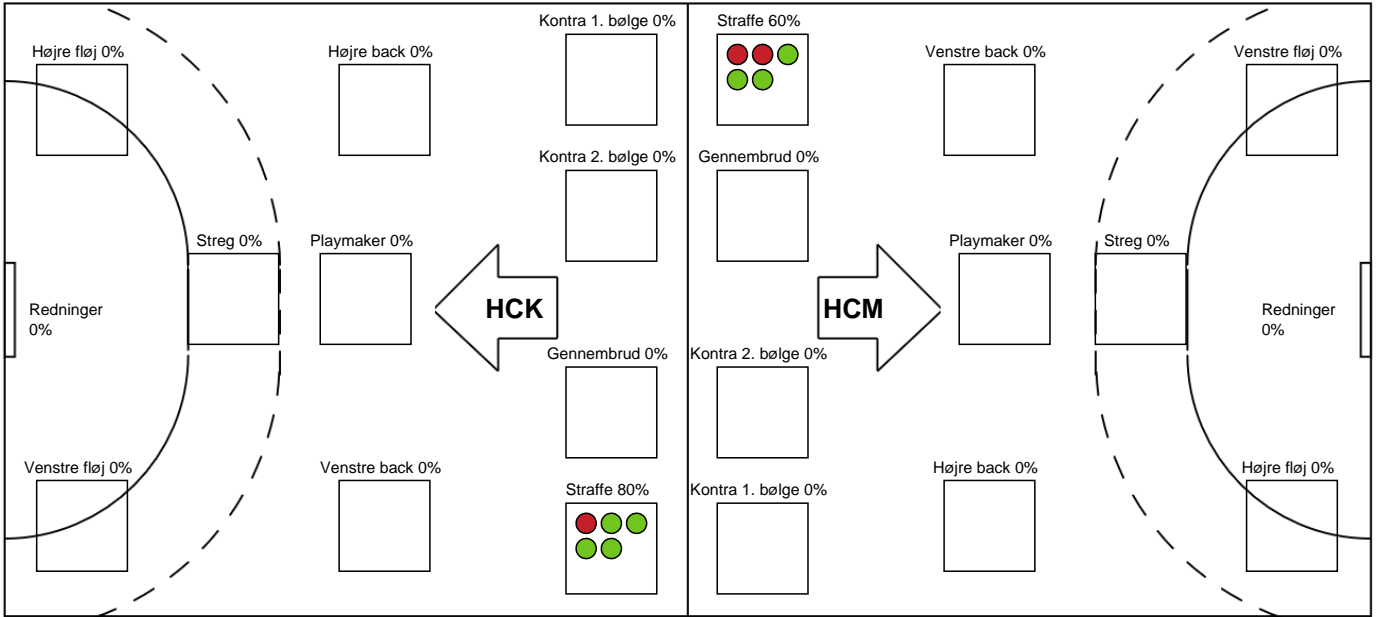 Kontra 1. bølge 0%
Straffe 60%
Højre fløj 0%
Højre back 0%
Venstre back 0%
Venstre fløj 0%
Kontra 2. bølge 0%
Gennembrud 0%
Streg 0%
Playmaker 0%
Playmaker 0%
Streg 0%
Redninger
0%
HCK
HCM
Redninger
0%
Gennembrud 0%
Kontra 2. bølge 0%
Venstre fløj 0%
Venstre back 0%
Højre back 0%
Højre fløj 0%
Straffe 80%
Kontra 1. bølge 0%